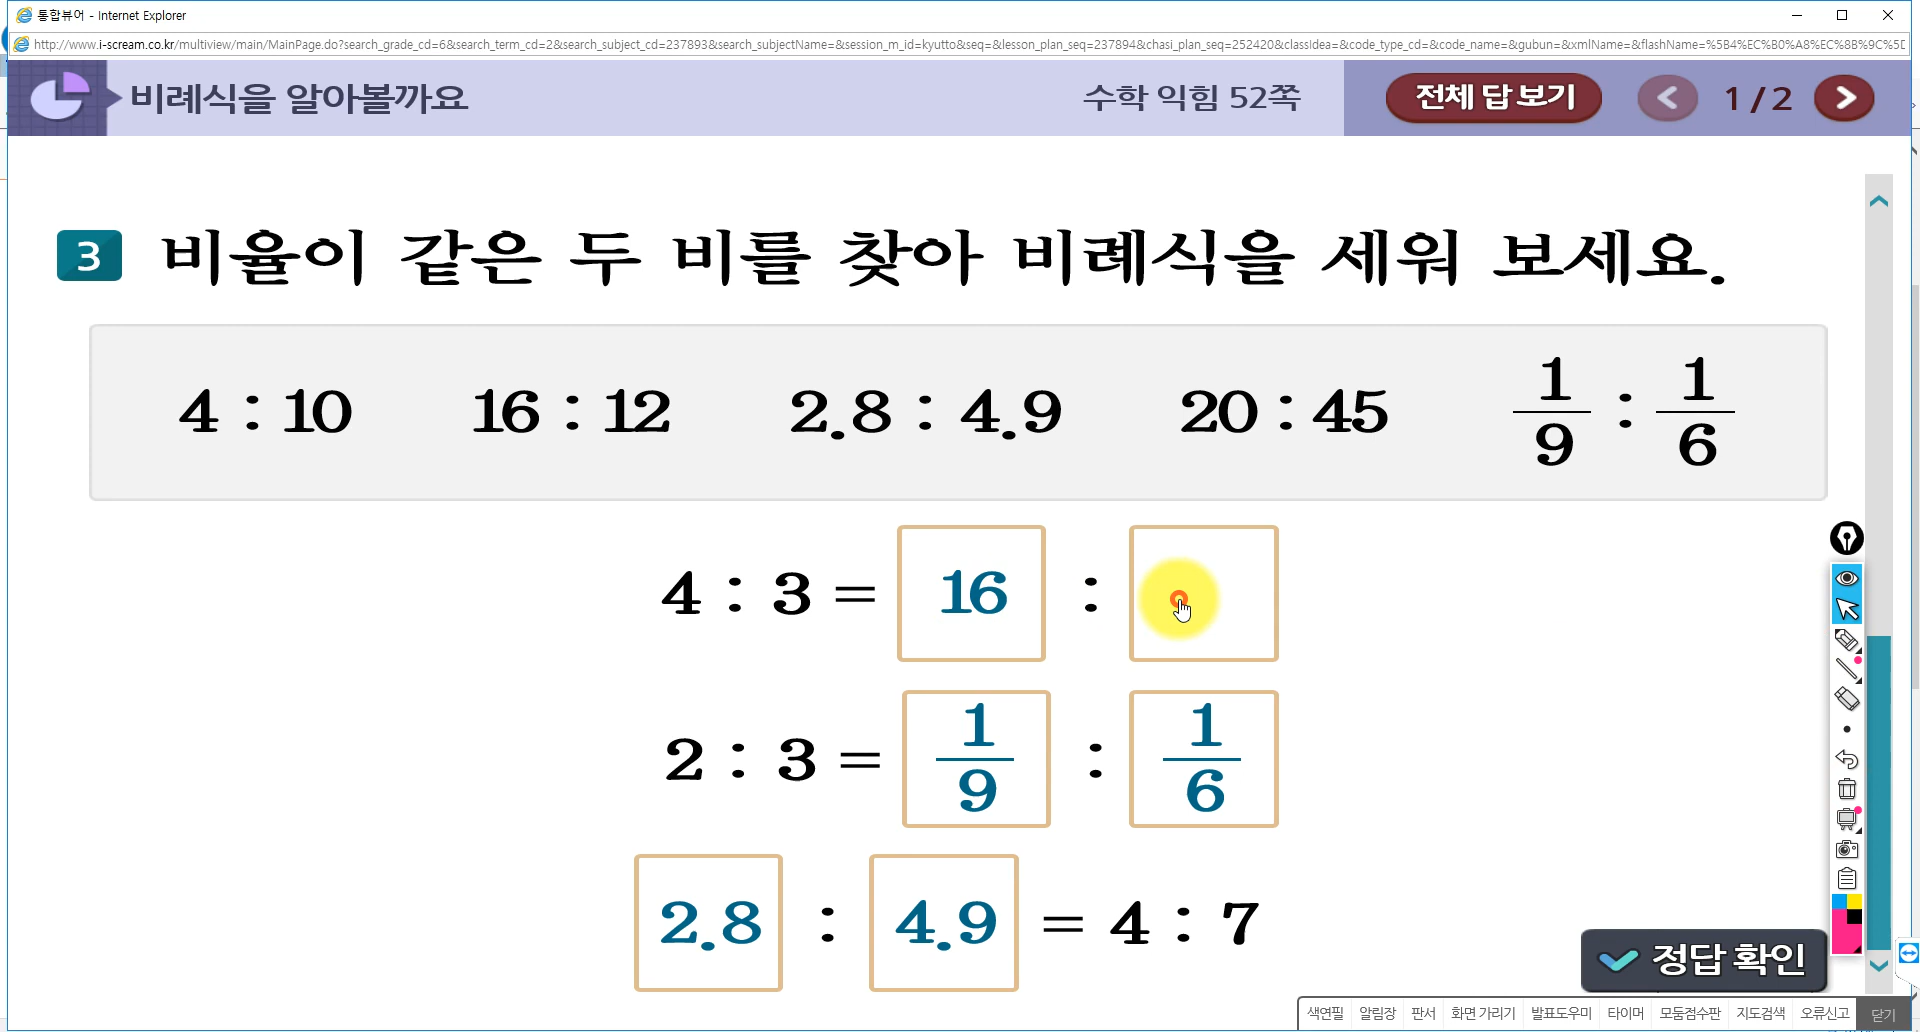 통합뷰어 - Internet Explorer
http://www.i-scream.co.kr/multiview/main/MainPage.do?search_grade_cd=6&search_term_cd=2&search_subject_cd=237893&search_subjectName=&session_m_id=kyutto&seq=&lesson_plan_seq=237894&chasi_plan_seq=252420&classIdea=&code_type_cd=&code_name=&gubun=&xmlName=&flashName=%5B4%EC%B0%A8%EC%8B%9C%5D
비례식을 알아볼까요 수학 익힘 52쪽 전체 답 보기 1 / 2
3 비율이 같은 두 비를 찾아 비례식을 세워 보세요.
4 : 10 16 : 12 2.8 : 4.9 20 : 45 1/9 : 1/6
4 : 3 = 16 :
2 : 3 = 1/9 : 1/6
2.8 : 4.9 = 4 : 7
정답 확인
색연필 알림장 판서 화면 가리기 발표도우미 타이머 모둠점수판 지도검색 오류신고 닫기